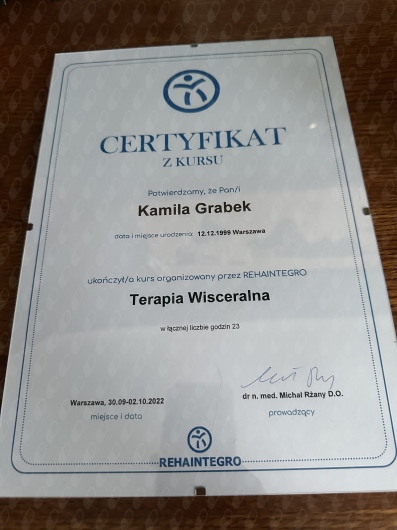 CERTYFIKAT
Z KURSU
Potwierdzamy, że Pan/i
Kamila Grabek
data i miejsce urodzenia: 12.12.1999 Warszawa
ukończył/a kurs organizowany przez REHAINTEGRO
Terapia Wisceralna
w łącznej liczbie godzin 23
Warszawa, 30.09-02.10.2022
miejsce i data
dr n. med. Michał Rżany D.O.
prowadzący
REHAINTEGRO